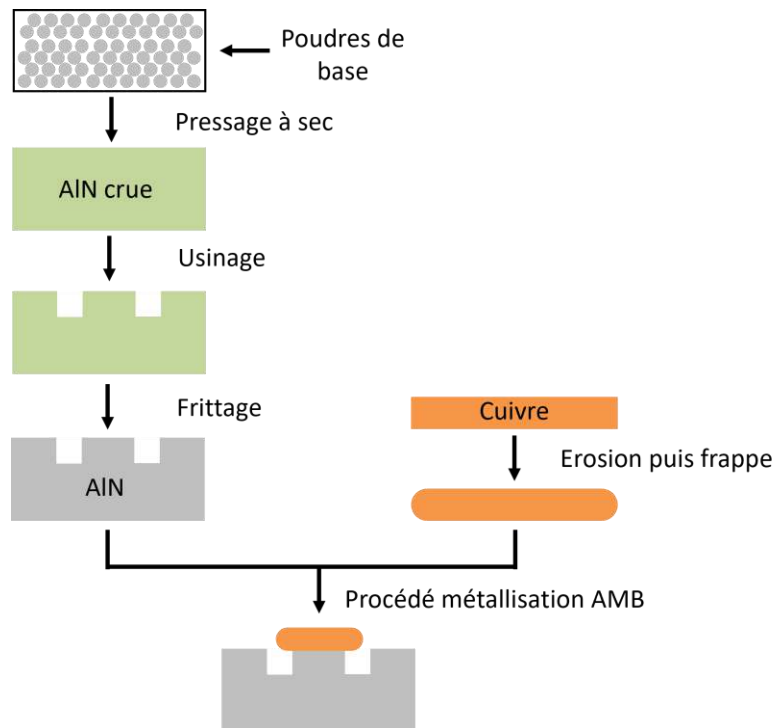 Poudres de
base
Pressage à sec
AlN crue
Usinage
Frittage
Cuivre
Erosion puis frappe
AlN
Procédé métallisation AMB